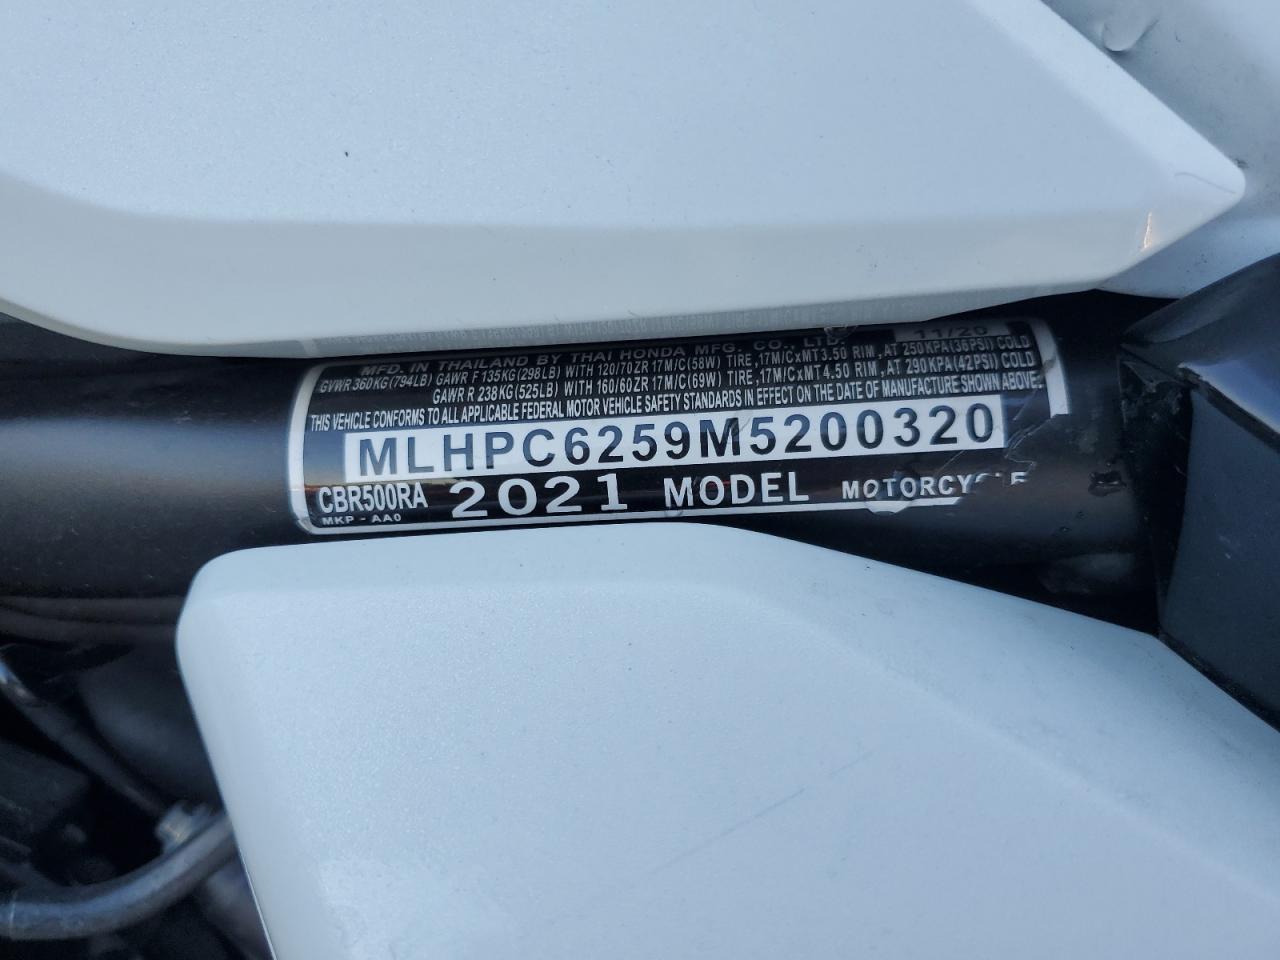 MFD. IN THAILAND BY THAI HONDA MFG. CO., LTD. 11/20
GVWR 360KG(794LB) GAWR F 135KG(298LB) WITH 120/70ZR 17M/C(58W) TIRE,17M/CxMT3.50 RIM,AT 250KPA(36PSI) COLD
GAWR R 238KG(525LB) WITH 160/60ZR 17M/C(69W) TIRE,17M/CxMT4.50 RIM,AT 290KPA(42PSI) COLD
THIS VEHICLE CONFORMS TO ALL APPLICABLE FEDERAL MOTOR VEHICLE SAFETY STANDARDS IN EFFECT ON THE DATE OF MANUFACTURE SHOWN ABOVE.
MLHPC6259M5200320
CBR500RA 2021 MODEL MOTORCYCLE
MKP - AA0